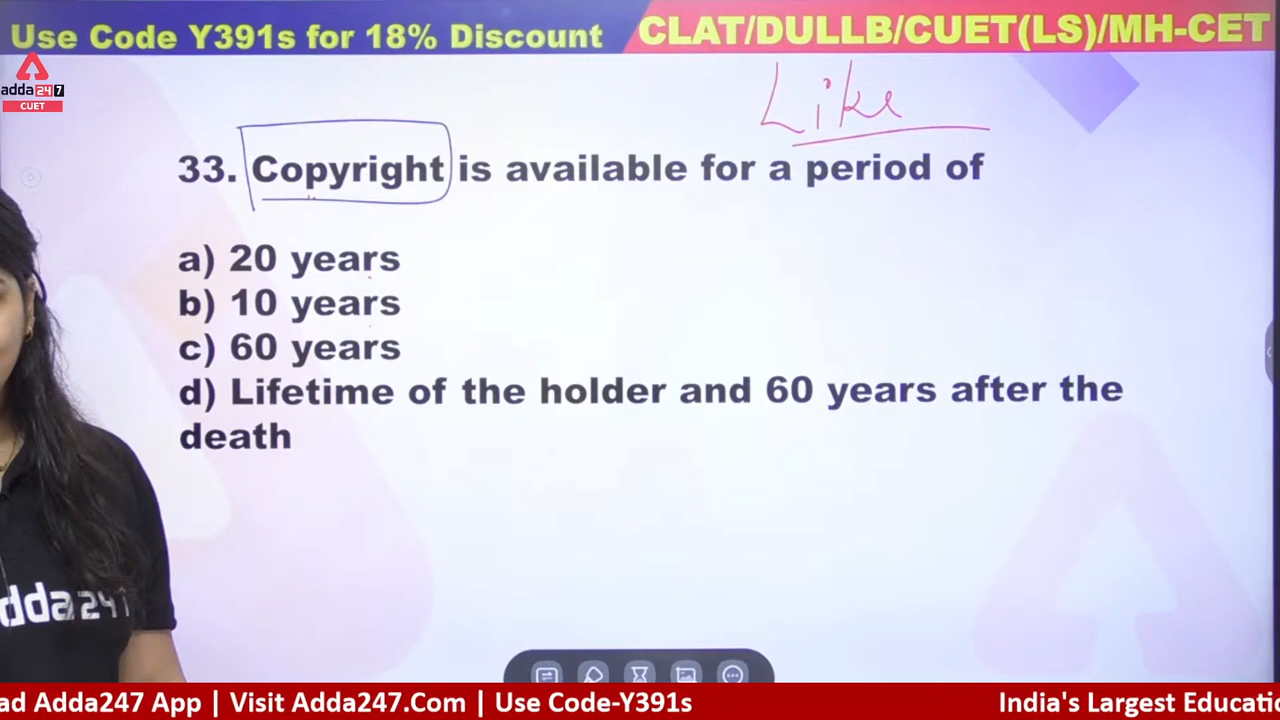 Use Code Y391s for 18% Discount
CLAT/DULLB/CUET(LS)/MH-CET
adda247
CUET
Like
33. Copyright is available for a period of
a) 20 years
b) 10 years
c) 60 years
d) Lifetime of the holder and 60 years after the
death
dda247
ad Adda247 App | Visit Adda247.Com | Use Code-Y391s
India's Largest Educatio